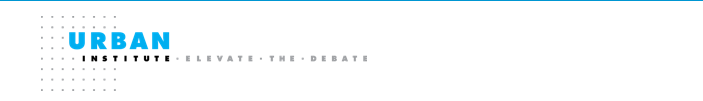 URBAN
INSTITUTE · ELEVATE · THE · DEBATE